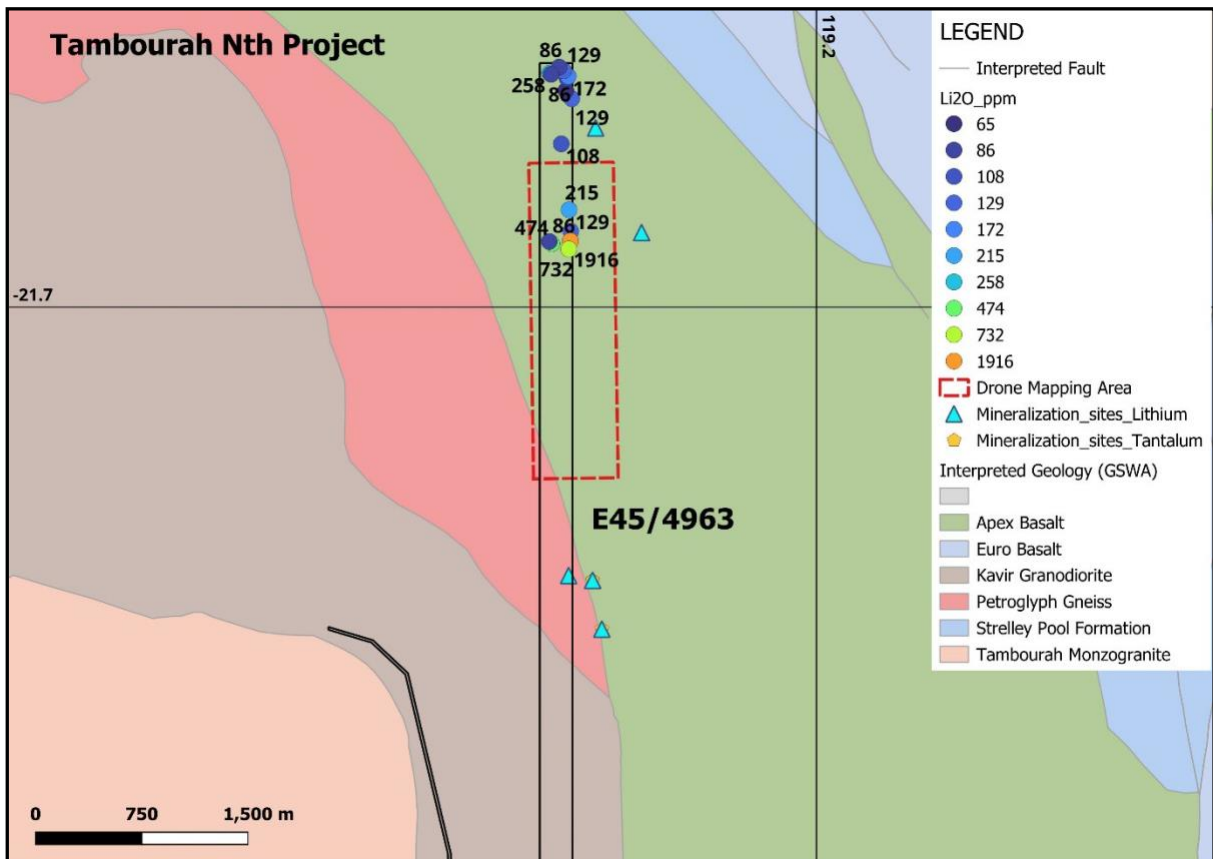 Tambourah Nth Project
86
129
258
86
172
129
108
215
474
86
129
732
1916
-21.7
119.2
E45/4963
0 750 1,500 m
LEGEND
Interpreted Fault
Li2O_ppm
65
86
108
129
172
215
258
474
732
1916
Drone Mapping Area
Mineralization_sites_Lithium
Mineralization_sites_Tantalum
Interpreted Geology (GSWA)
Apex Basalt
Euro Basalt
Kavir Granodiorite
Petroglyph Gneiss
Strelley Pool Formation
Tambourah Monzogranite